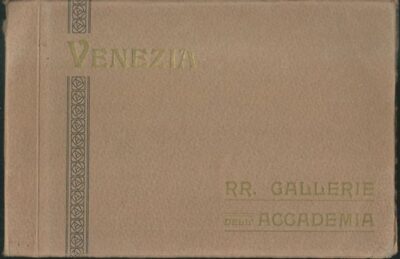 VENEZIA
RR. GALLERIE
DELL' ACCADEMIA